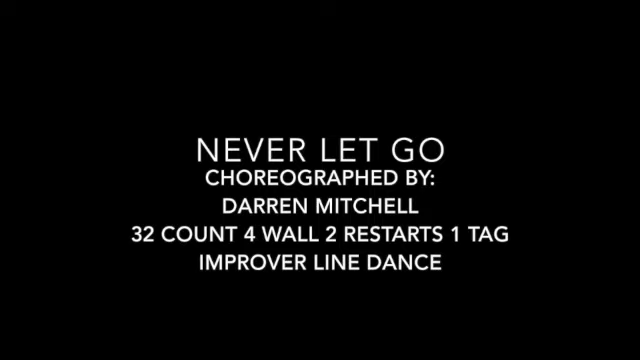 NEVER LET GO
CHOREOGRAPHED BY:
DARREN MITCHELL
32 COUNT 4 WALL 2 RESTARTS 1 TAG
IMPROVER LINE DANCE